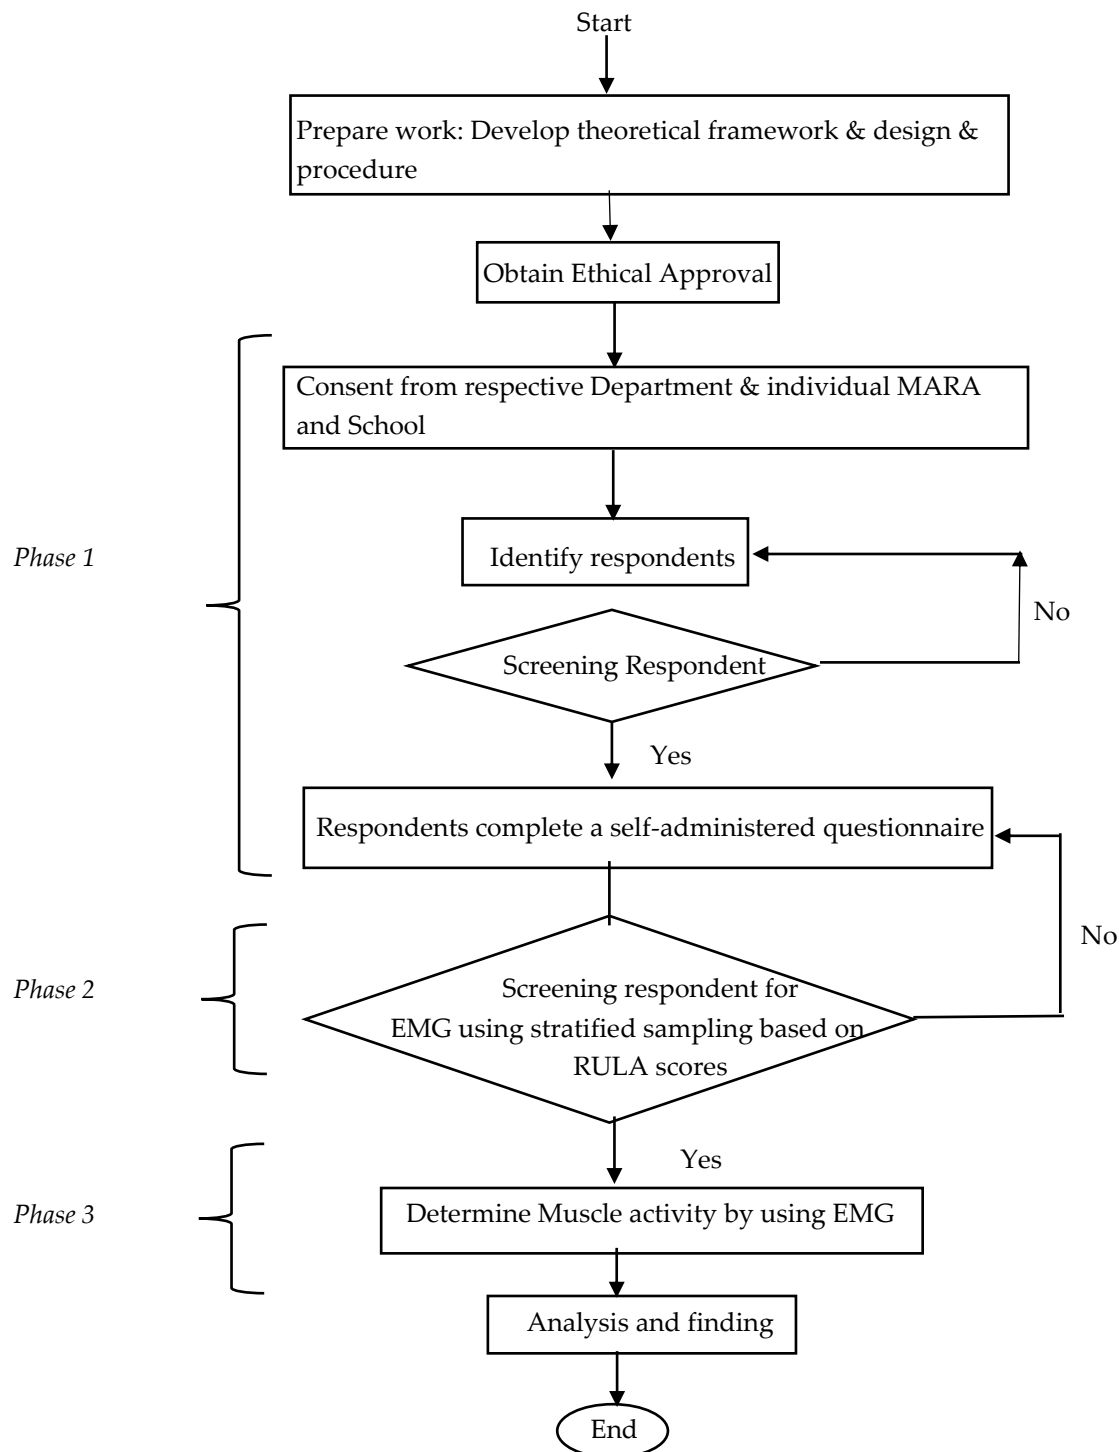 Start
Prepare work: Develop theoretical framework & design &
procedure
Obtain Ethical Approval
Consent from respective Department & individual MARA
and School
Phase 1
Identify respondents
No
Screening Respondent
Yes
Respondents complete a self-administered questionnaire
No
Phase 2
Screening respondent for
EMG using stratified sampling based on
RULA scores
Yes
Phase 3
Determine Muscle activity by using EMG
Analysis and finding
End